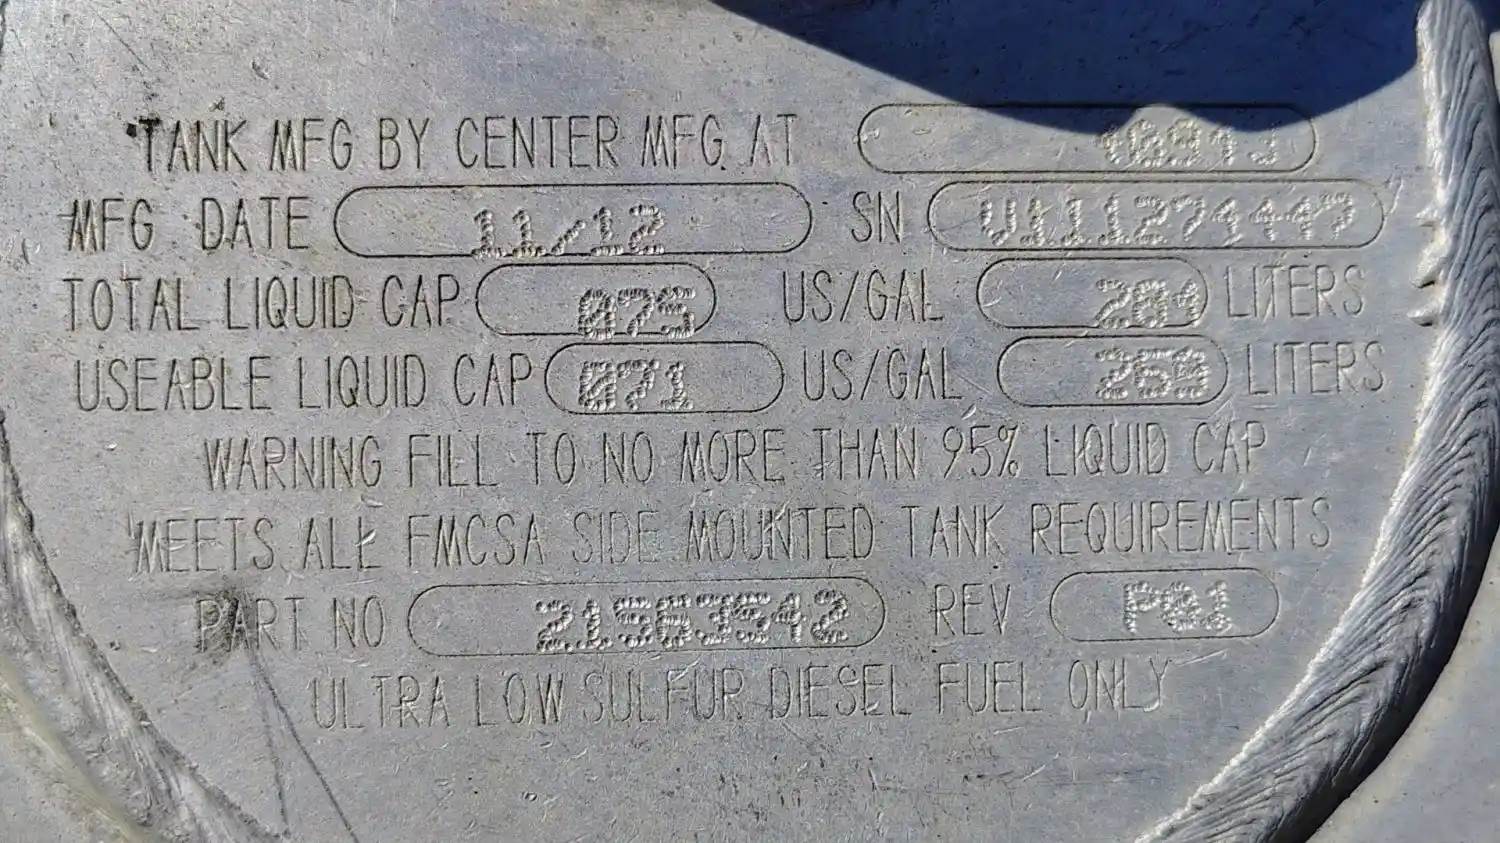 TANK MFG BY CENTER MFG AT
MFG DATE 11/12 SN
TOTAL LIQUID CAP 075 US/GAL 284 LITERS
USEABLE LIQUID CAP 071 US/GAL 269 LITERS
WARNING FILL TO NO MORE THAN 95% LIQUID CAP
MEETS ALL FMCSA SIDE MOUNTED TANK REQUIREMENTS
PART NO 21563542 REV P01
ULTRA LOW SULFUR DIESEL FUEL ONLY